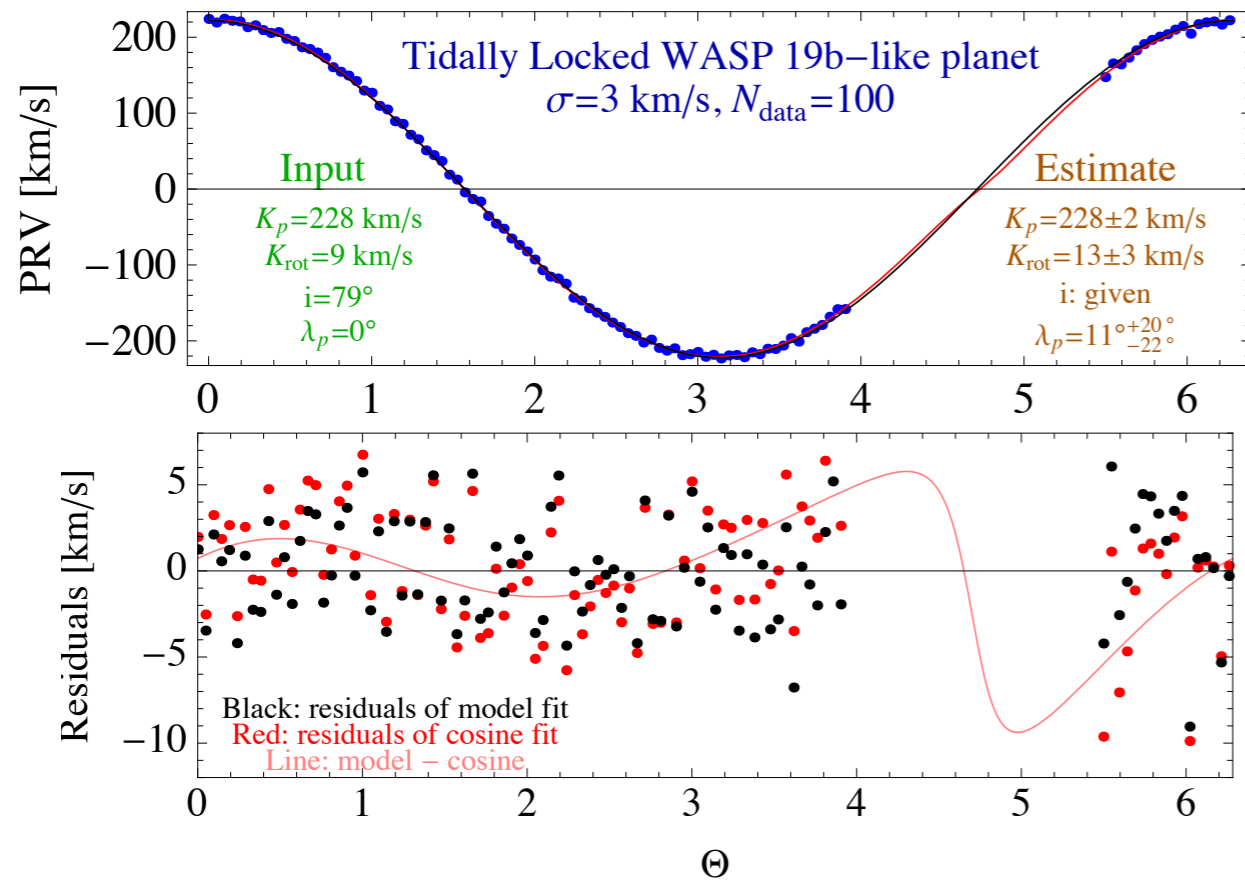 200
100
0
−100
−200
PRV [km/s]
Tidally Locked WASP 19b−like planet
σ=3 km/s, N_data=100
Input
K_p=228 km/s
K_rot=9 km/s
i=79°
λ_p=0°
Estimate
K_p=228±2 km/s
K_rot=13±3 km/s
i: given
λ_p=11°+20°−22°
0 1 2 3 4 5 6
5
0
−5
−10
Residuals [km/s]
Black: residuals of model fit
Red: residuals of cosine fit
Line: model − cosine
0 1 2 3 4 5 6
Θ